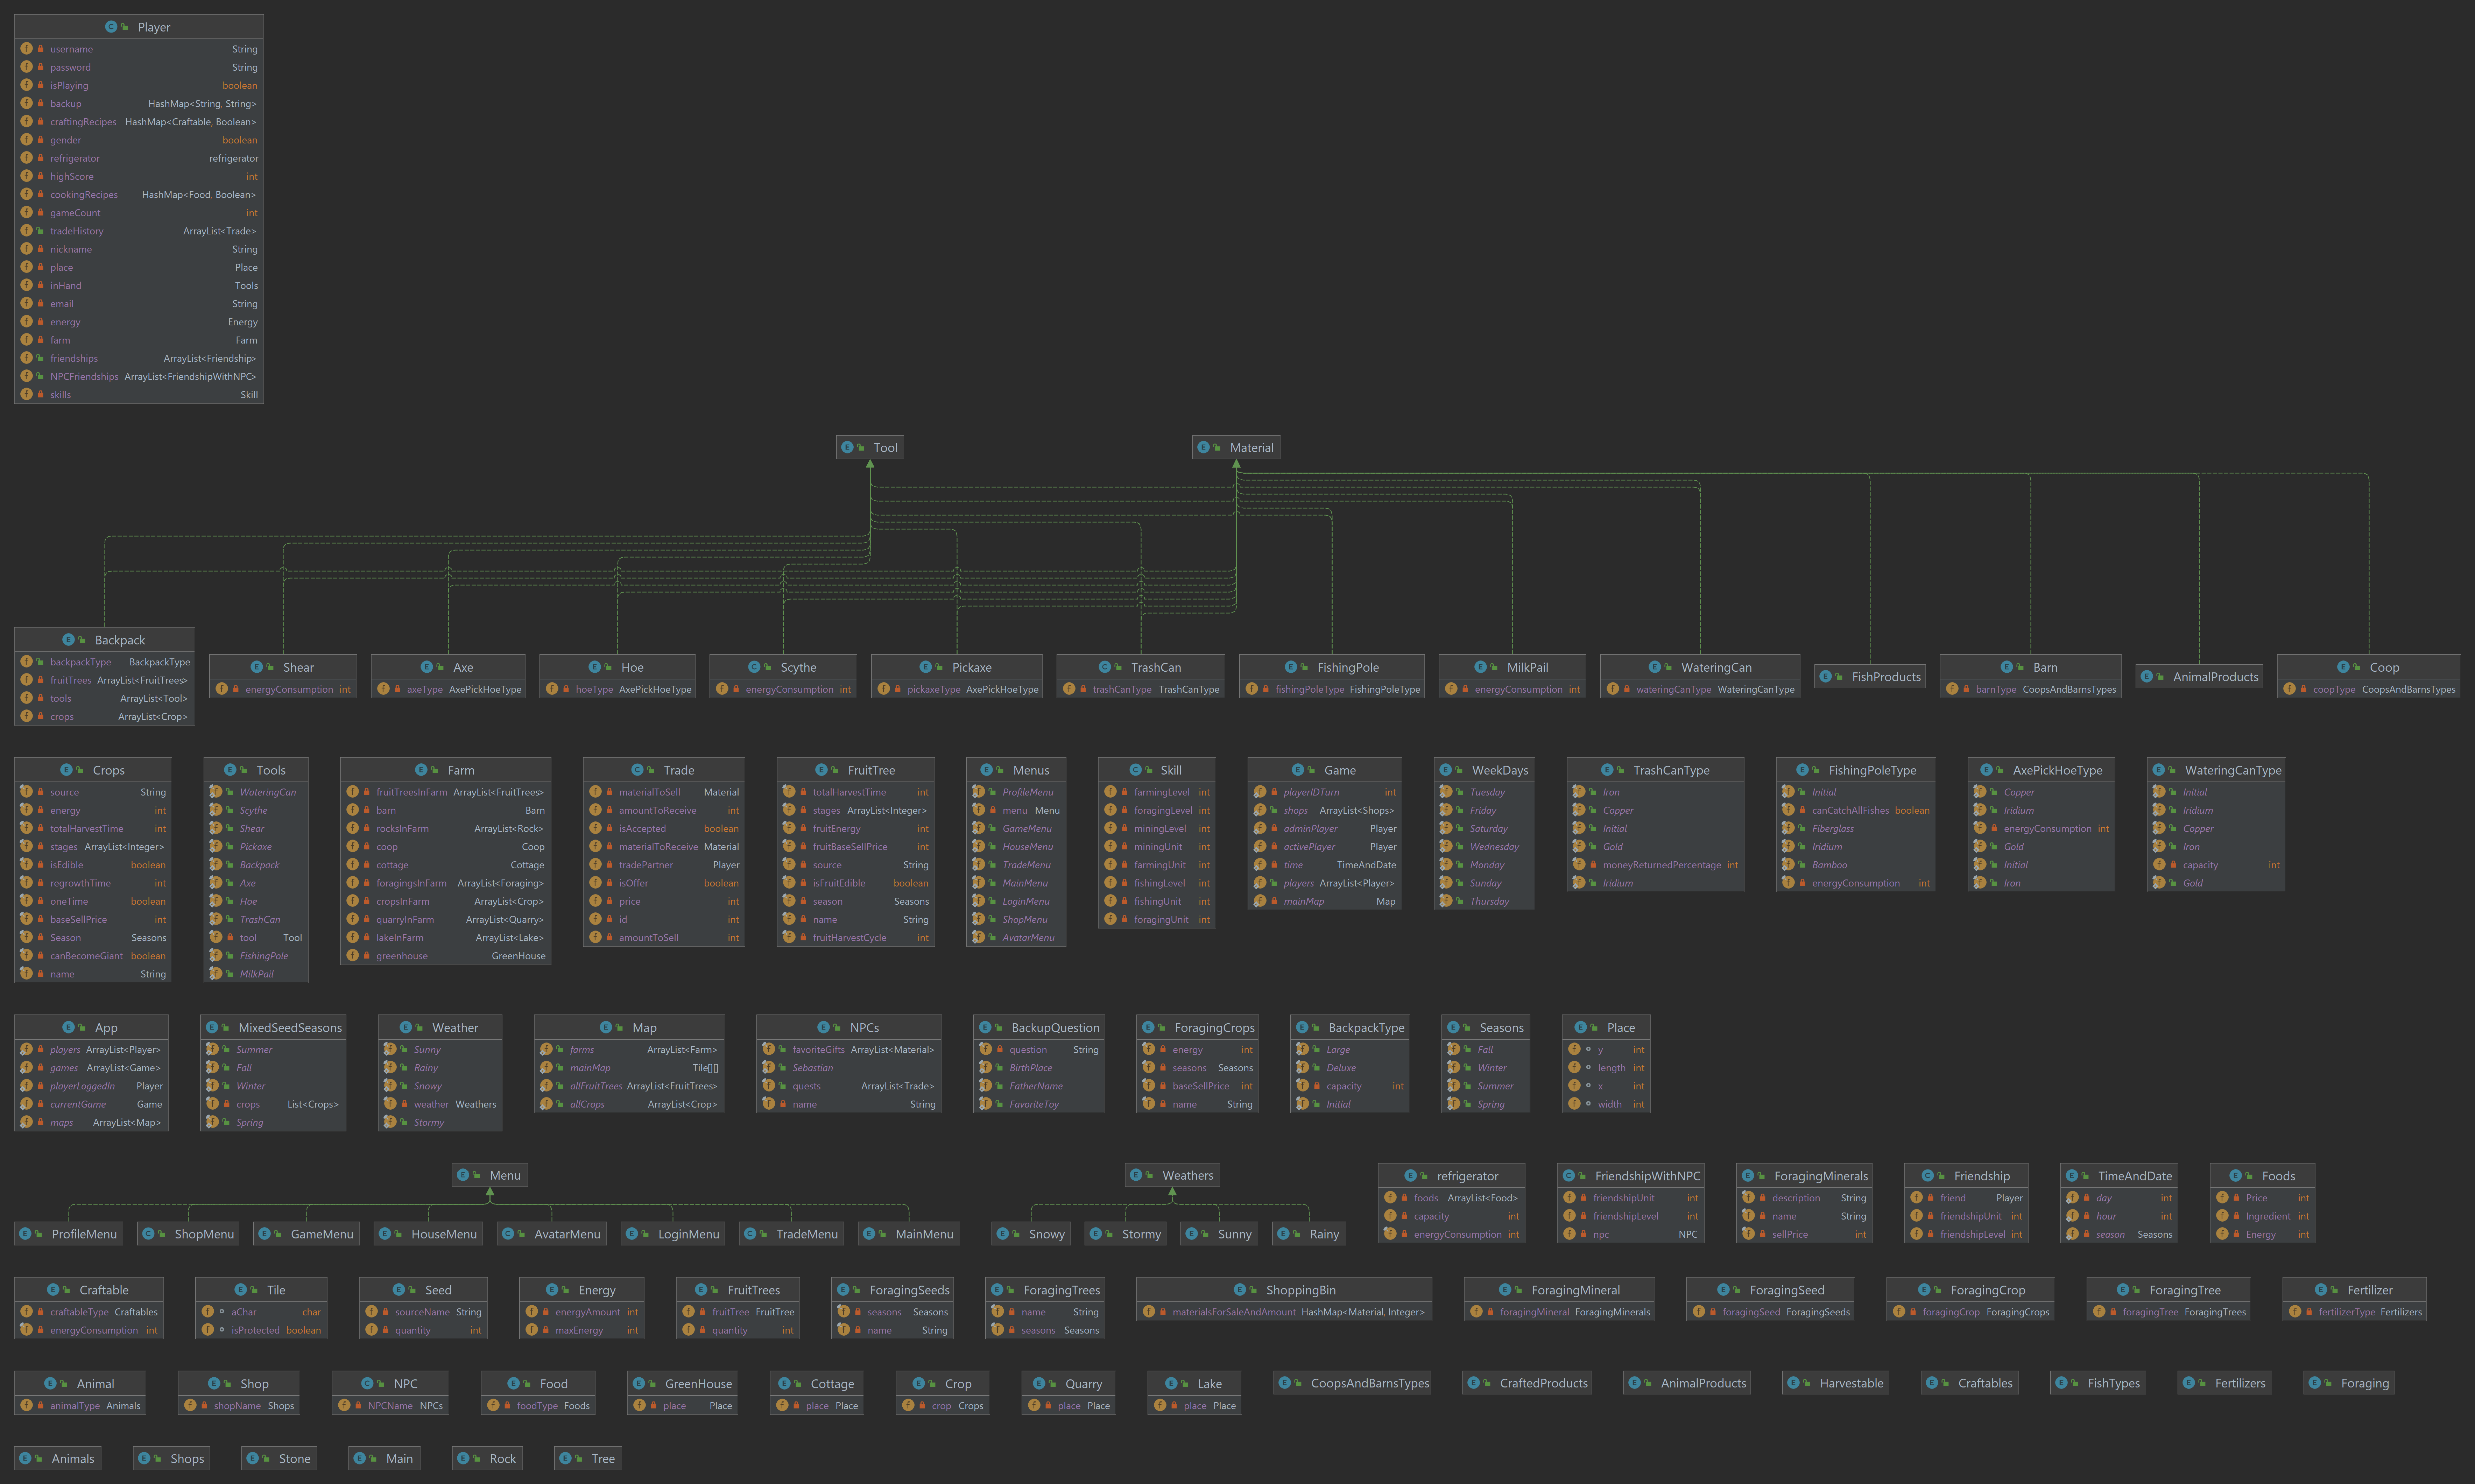 Player
username String
password String
isPlaying boolean
backup HashMap<String, String>
craftingRecipes HashMap<Craftable, Boolean>
gender boolean
refrigerator refrigerator
highScore int
cookingRecipes HashMap<Food, Boolean>
gameCount int
tradeHistory ArrayList<Trade>
nickname String
place Place
inHand Tools
email String
energy Energy
farm Farm
friendships ArrayList<Friendship>
NPCFriendships ArrayList<FriendshipWithNPC>
skills Skill
Tool
Material
Backpack
backpackType BackpackType
fruitTrees ArrayList<FruitTrees>
tools ArrayList<Tool>
crops ArrayList<Crop>
Shear
energyConsumption int
Axe
axeType AxePickHoeType
Hoe
hoeType AxePickHoeType
Scythe
energyConsumption int
Pickaxe
pickaxeType AxePickHoeType
TrashCan
trashCanType TrashCanType
FishingPole
fishingPoleType FishingPoleType
MilkPail
energyConsumption int
WateringCan
wateringCanType WateringCanType
FishProducts
Barn
barnType CoopsAndBarnsTypes
AnimalProducts
Coop
coopType CoopsAndBarnsTypes
Crops
source String
energy int
totalHarvestTime int
stages ArrayList<Integer>
isEdible boolean
regrowthTime int
oneTime boolean
baseSellPrice int
Season Seasons
canBecomeGiant boolean
name String
Tools
WateringCan
Scythe
Shear
Pickaxe
Backpack
Axe
Hoe
TrashCan
tool Tool
FishingPole
MilkPail
Farm
fruitTreesInFarm ArrayList<FruitTrees>
barn Barn
rocksInFarm ArrayList<Rock>
coop Coop
cottage Cottage
foragingsInFarm ArrayList<Foraging>
cropsInFarm ArrayList<Crop>
quarryInFarm ArrayList<Quarry>
lakeInFarm ArrayList<Lake>
greenhouse GreenHouse
Trade
materialToSell Material
amountToReceive int
isAccepted boolean
materialToReceive Material
tradePartner Player
isOffer boolean
price int
id int
amountToSell int
FruitTree
totalHarvestTime int
stages ArrayList<Integer>
fruitEnergy int
fruitBaseSellPrice int
source String
isFruitEdible boolean
season Seasons
name String
fruitHarvestCycle int
Menus
ProfileMenu
menu Menu
GameMenu
HouseMenu
TradeMenu
MainMenu
LoginMenu
ShopMenu
AvatarMenu
Skill
farmingLevel int
foragingLevel int
miningLevel int
miningUnit int
farmingUnit int
fishingLevel int
fishingUnit int
foragingUnit int
Game
playerIDTurn int
shops ArrayList<Shops>
adminPlayer Player
activePlayer Player
time TimeAndDate
players ArrayList<Player>
mainMap Map
WeekDays
Tuesday
Friday
Saturday
Wednesday
Monday
Sunday
Thursday
TrashCanType
Iron
Copper
Initial
Gold
moneyReturnedPercentage int
Iridium
FishingPoleType
Initial
canCatchAllFishes boolean
Fiberglass
Iridium
Bamboo
energyConsumption int
AxePickHoeType
Copper
Iridium
energyConsumption int
Gold
Initial
Iron
WateringCanType
Initial
Iridium
Copper
Iron
capacity int
Gold
App
players ArrayList<Player>
games ArrayList<Game>
playerLoggedIn Player
currentGame Game
maps ArrayList<Map>
MixedSeedSeasons
Summer
Fall
Winter
crops List<Crops>
Spring
Weather
Sunny
Rainy
Snowy
weather Weathers
Stormy
Map
farms ArrayList<Farm>
mainMap Tile[][]
allFruitTrees ArrayList<FruitTrees>
allCrops ArrayList<Crop>
NPCs
favoriteGifts ArrayList<Material>
Sebastian
quests ArrayList<Trade>
name String
BackupQuestion
question String
BirthPlace
FatherName
FavoriteToy
ForagingCrops
energy int
seasons Seasons
baseSellPrice int
name String
BackpackType
Large
Deluxe
capacity int
Initial
Seasons
Fall
Winter
Summer
Spring
Place
y int
length int
x int
width int
Menu
ProfileMenu
ShopMenu
GameMenu
HouseMenu
AvatarMenu
LoginMenu
TradeMenu
MainMenu
Weathers
Snowy
Stormy
Sunny
Rainy
refrigerator
foods ArrayList<Food>
capacity int
energyConsumption int
FriendshipWithNPC
friendshipUnit int
friendshipLevel int
npc NPC
ForagingMinerals
description String
name String
sellPrice int
Friendship
friend Player
friendshipUnit int
friendshipLevel int
TimeAndDate
day int
hour int
season Seasons
Foods
Price int
Ingredient int
Energy int
Craftable
craftableType Craftables
energyConsumption int
Tile
aChar char
isProtected boolean
Seed
sourceName String
quantity int
Energy
energyAmount int
maxEnergy int
FruitTrees
fruitTree FruitTree
quantity int
ForagingSeeds
seasons Seasons
name String
ForagingTrees
name String
seasons Seasons
ShoppingBin
materialsForSaleAndAmount HashMap<Material, Integer>
ForagingMineral
foragingMineral ForagingMinerals
ForagingSeed
foragingSeed ForagingSeeds
ForagingCrop
foragingCrop ForagingCrops
ForagingTree
foragingTree ForagingTrees
Fertilizer
fertilizerType Fertilizers
Animal
animalType Animals
Shop
shopName Shops
NPC
NPCName NPCs
Food
foodType Foods
GreenHouse
place Place
Cottage
place Place
Crop
crop Crops
Quarry
place Place
Lake
place Place
CoopsAndBarnsTypes
CraftedProducts
AnimalProducts
Harvestable
Craftables
FishTypes
Fertilizers
Foraging
Animals
Shops
Stone
Main
Rock
Tree